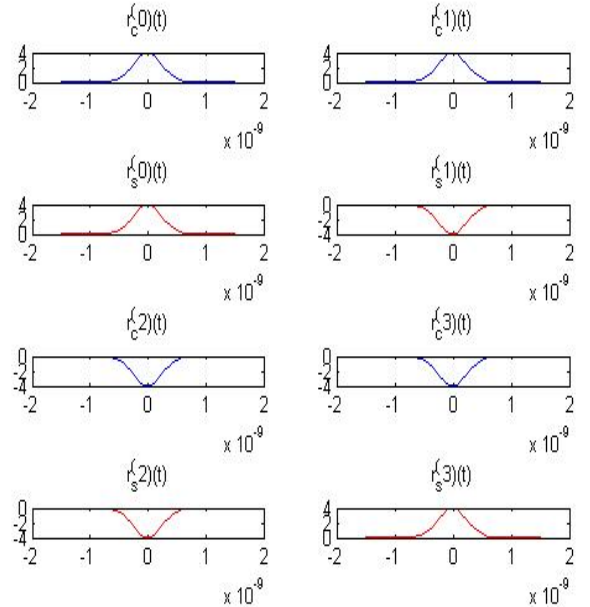 r_c^(0)(t)
4
2
0
-2 -1 0 1 2
x 10^-9
r_c^(1)(t)
4
2
0
-2 -1 0 1 2
x 10^-9
r_s^(0)(t)
4
2
0
-2 -1 0 1 2
x 10^-9
r_s^(1)(t)
0
-2
-4
-2 -1 0 1 2
x 10^-9
r_c^(2)(t)
0
-2
-4
-2 -1 0 1 2
x 10^-9
r_c^(3)(t)
0
-2
-4
-2 -1 0 1 2
x 10^-9
r_s^(2)(t)
0
-2
-4
-2 -1 0 1 2
x 10^-9
r_s^(3)(t)
4
2
0
-2 -1 0 1 2
x 10^-9